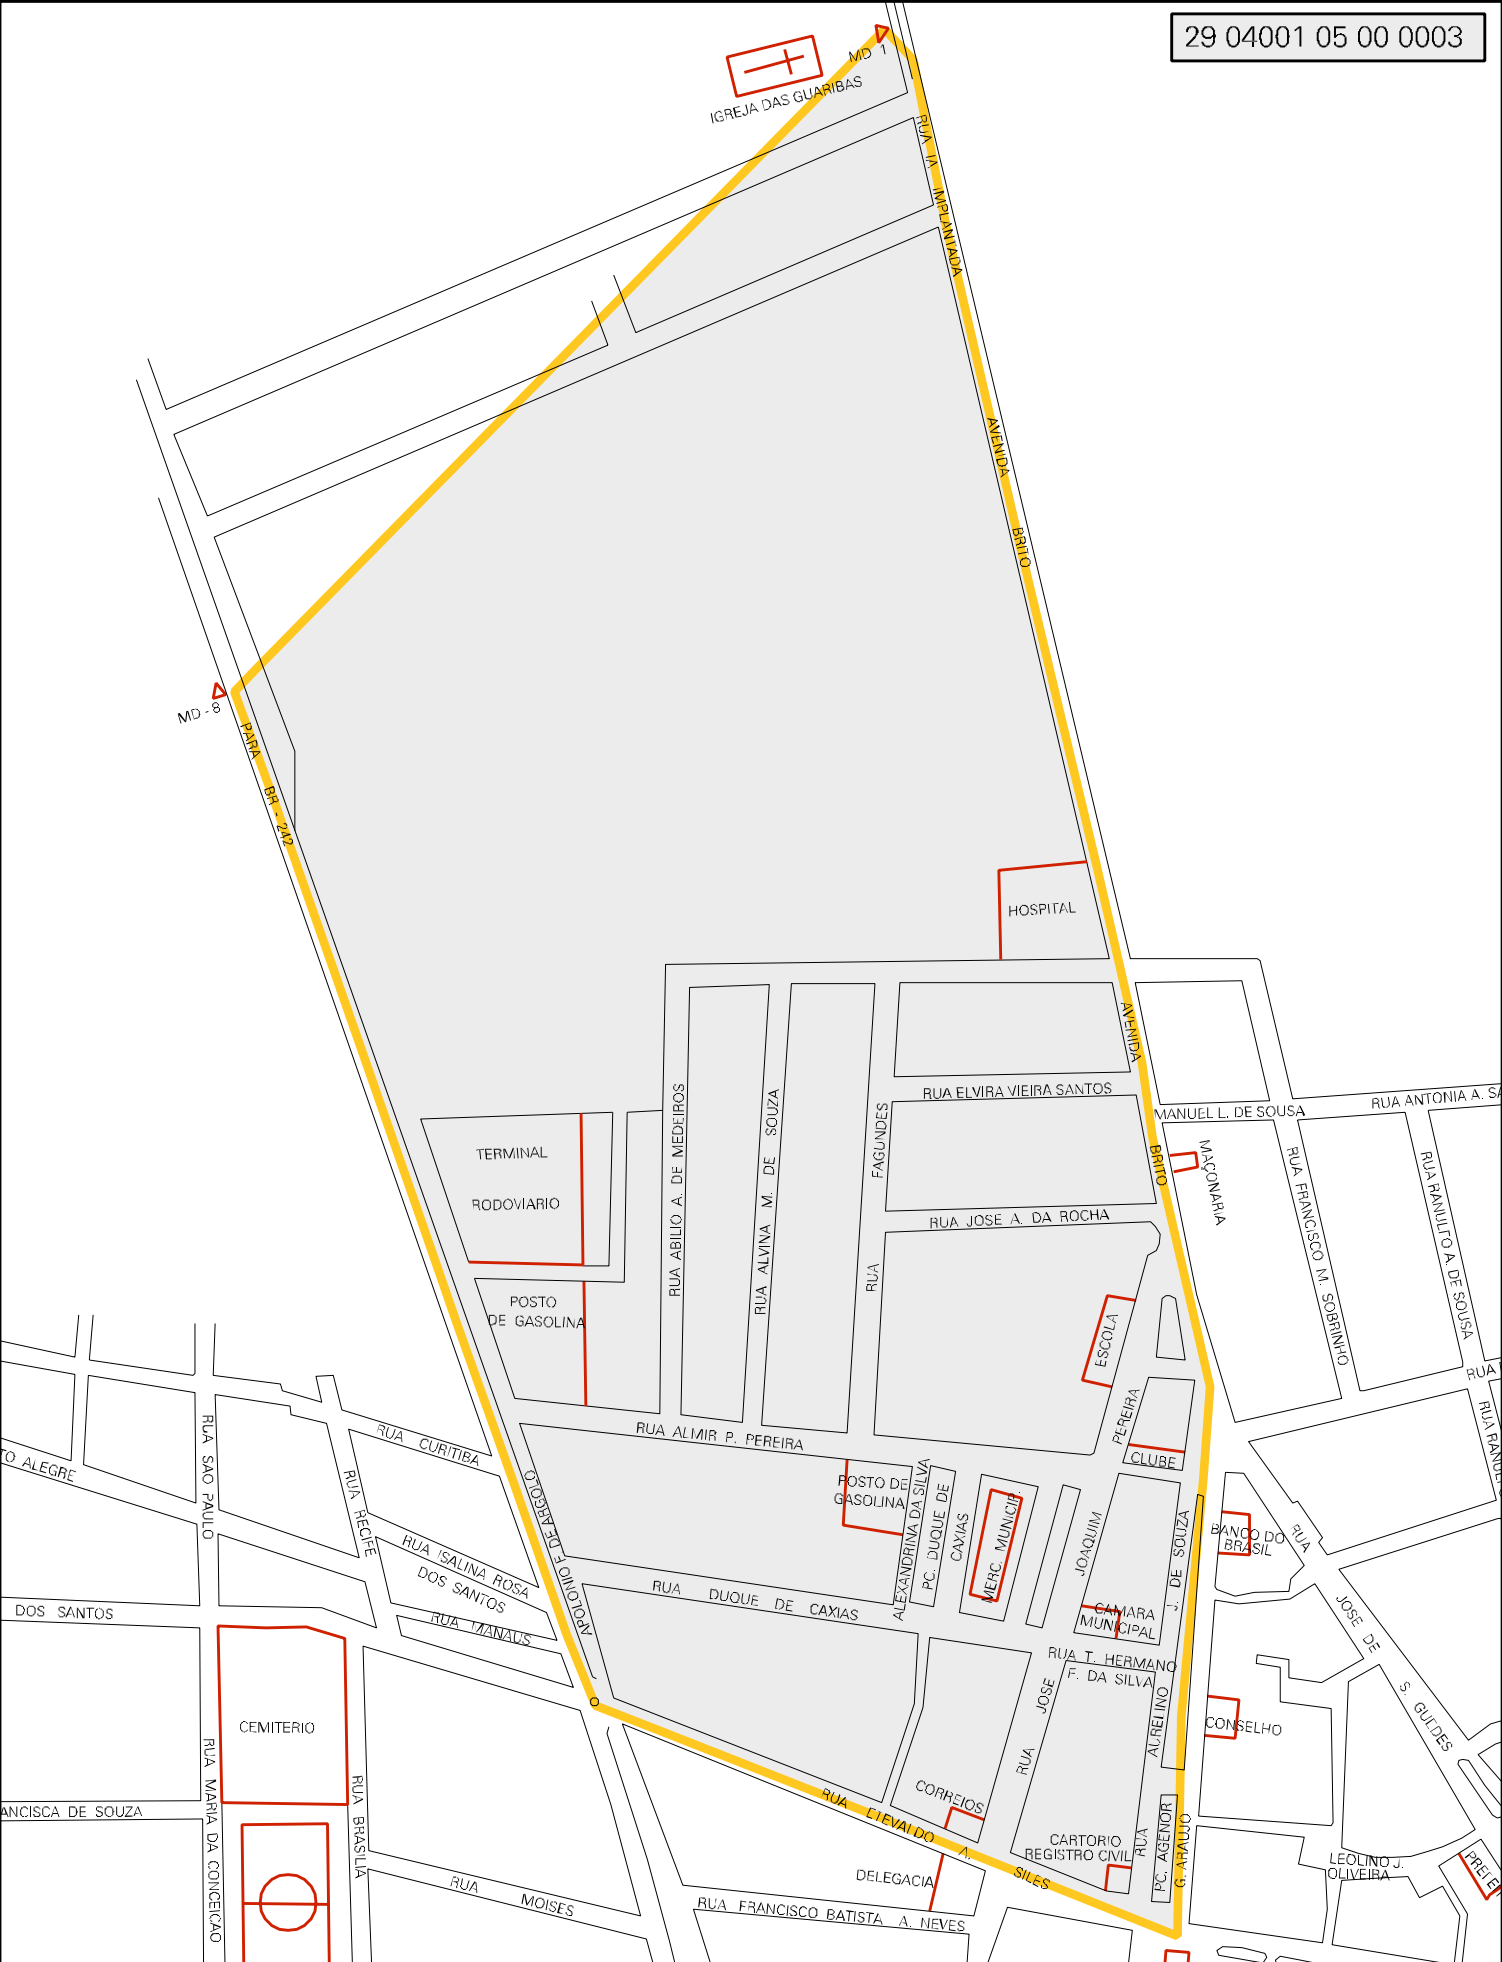 29 04001 05 00 0003
MD 1
IGREJA DAS GUARIBAS
RUA JA IMPLANTADA
AVENIDA BRITO
MD - 8
PARA BR - 242
HOSPITAL
AVENIDA BRITO
RUA ELVIRA VIEIRA SANTOS
MANUEL L. DE SOUSA
RUA ANTONIA A. SA
MAÇONARIA
RUA FRANCISCO M. SOBRINHO
RUA RANULFO A. DE SOUSA
TERMINAL
RODOVIARIO
RUA ABILIO A. DE MEDEIROS
RUA ALVINA M. DE SOUZA
RUA FAGUNDES
RUA JOSE A. DA ROCHA
POSTO
DE GASOLINA
ESCOLA
RUA
RUA RANUL
RUA ALMIR P. PEREIRA
PEREIRA
CLUBE
RUA CURITIBA
TO ALEGRE
RUA SAO PAULO
RUA RECIFE
APOLONIO F. DE ARGOLO
POSTO DE
GASOLINA
ALEXANDRINA DA SILVA
PC. DUQUE DE
CAXIAS
MERC. MUNICIP.
JOAQUIM
J. DE SOUZA
BANCO DO
BRASIL
RUA
JOSE DE
S. GUEDES
RUA ISALINA ROSA
DOS SANTOS
RUA MANAUS
DOS SANTOS
RUA DUQUE DE CAXIAS
CAMARA
MUNICIPAL
RUA T. HERMANO
F. DA SILVA
RUA JOSE
AURELINO
RUA
CONSELHO
CEMITERIO
RUA MARIA DA CONCEICAO
RUA BRASILIA
ANCISCA DE SOUZA
RUA MOISES
CORREIOS
RUA ETEVALDO A. SILES
CARTORIO
REGISTRO CIVIL
PC. AGENOR
G. ARAUJO
DELEGACIA
RUA FRANCISCO BATISTA A. NEVES
LEOLINO J.
OLIVEIRA
PREFE